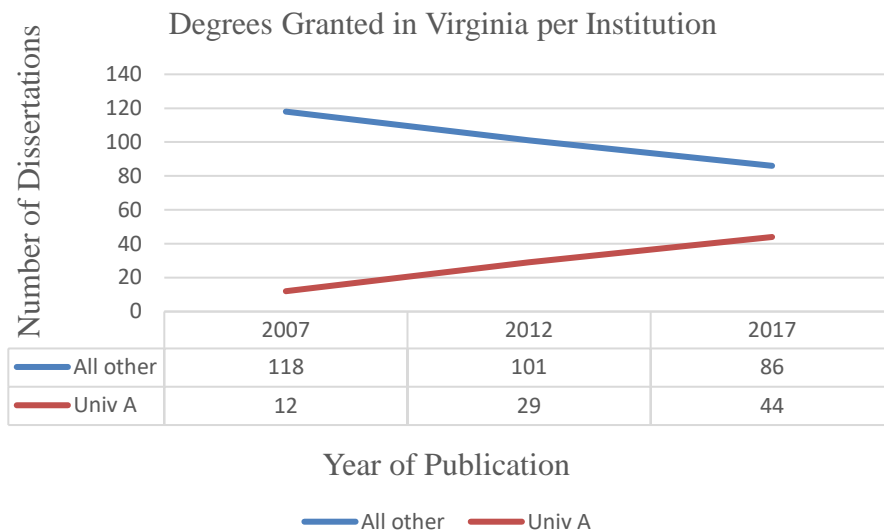 Degrees Granted in Virginia per Institution
Number of Dissertations
140
120
100
80
60
40
20
0
2007 2012 2017
All other 118 101 86
Univ A 12 29 44
Year of Publication
All other Univ A